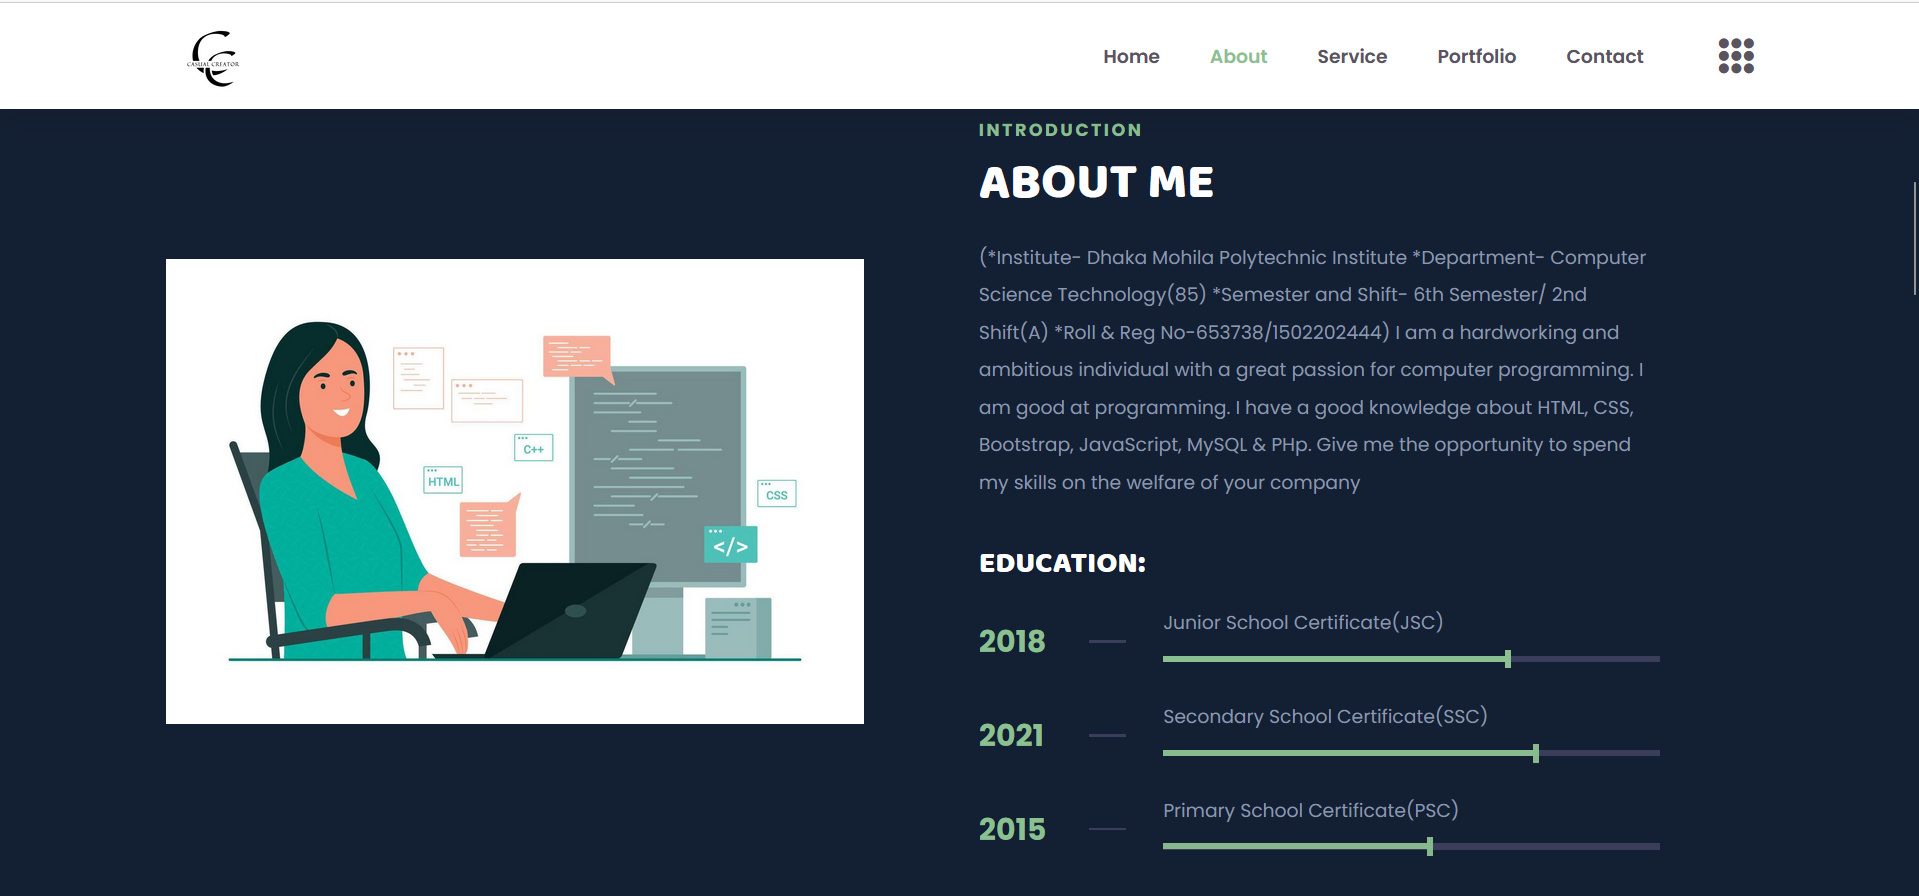 CASUAL CREATOR
Home About Service Portfolio Contact
INTRODUCTION
ABOUT ME
(*Institute- Dhaka Mohila Polytechnic Institute *Department- Computer
Science Technology(85) *Semester and Shift- 6th Semester/ 2nd
Shift(A) *Roll & Reg No-653738/1502202444) I am a hardworking and
ambitious individual with a great passion for computer programming. I
am good at programming. I have a good knowledge about HTML, CSS,
Bootstrap, JavaScript, MySQL & PHp. Give me the opportunity to spend
my skills on the welfare of your company
C++
HTML
CSS
</>
EDUCATION:
2018
Junior School Certificate(JSC)
2021
Secondary School Certificate(SSC)
2015
Primary School Certificate(PSC)